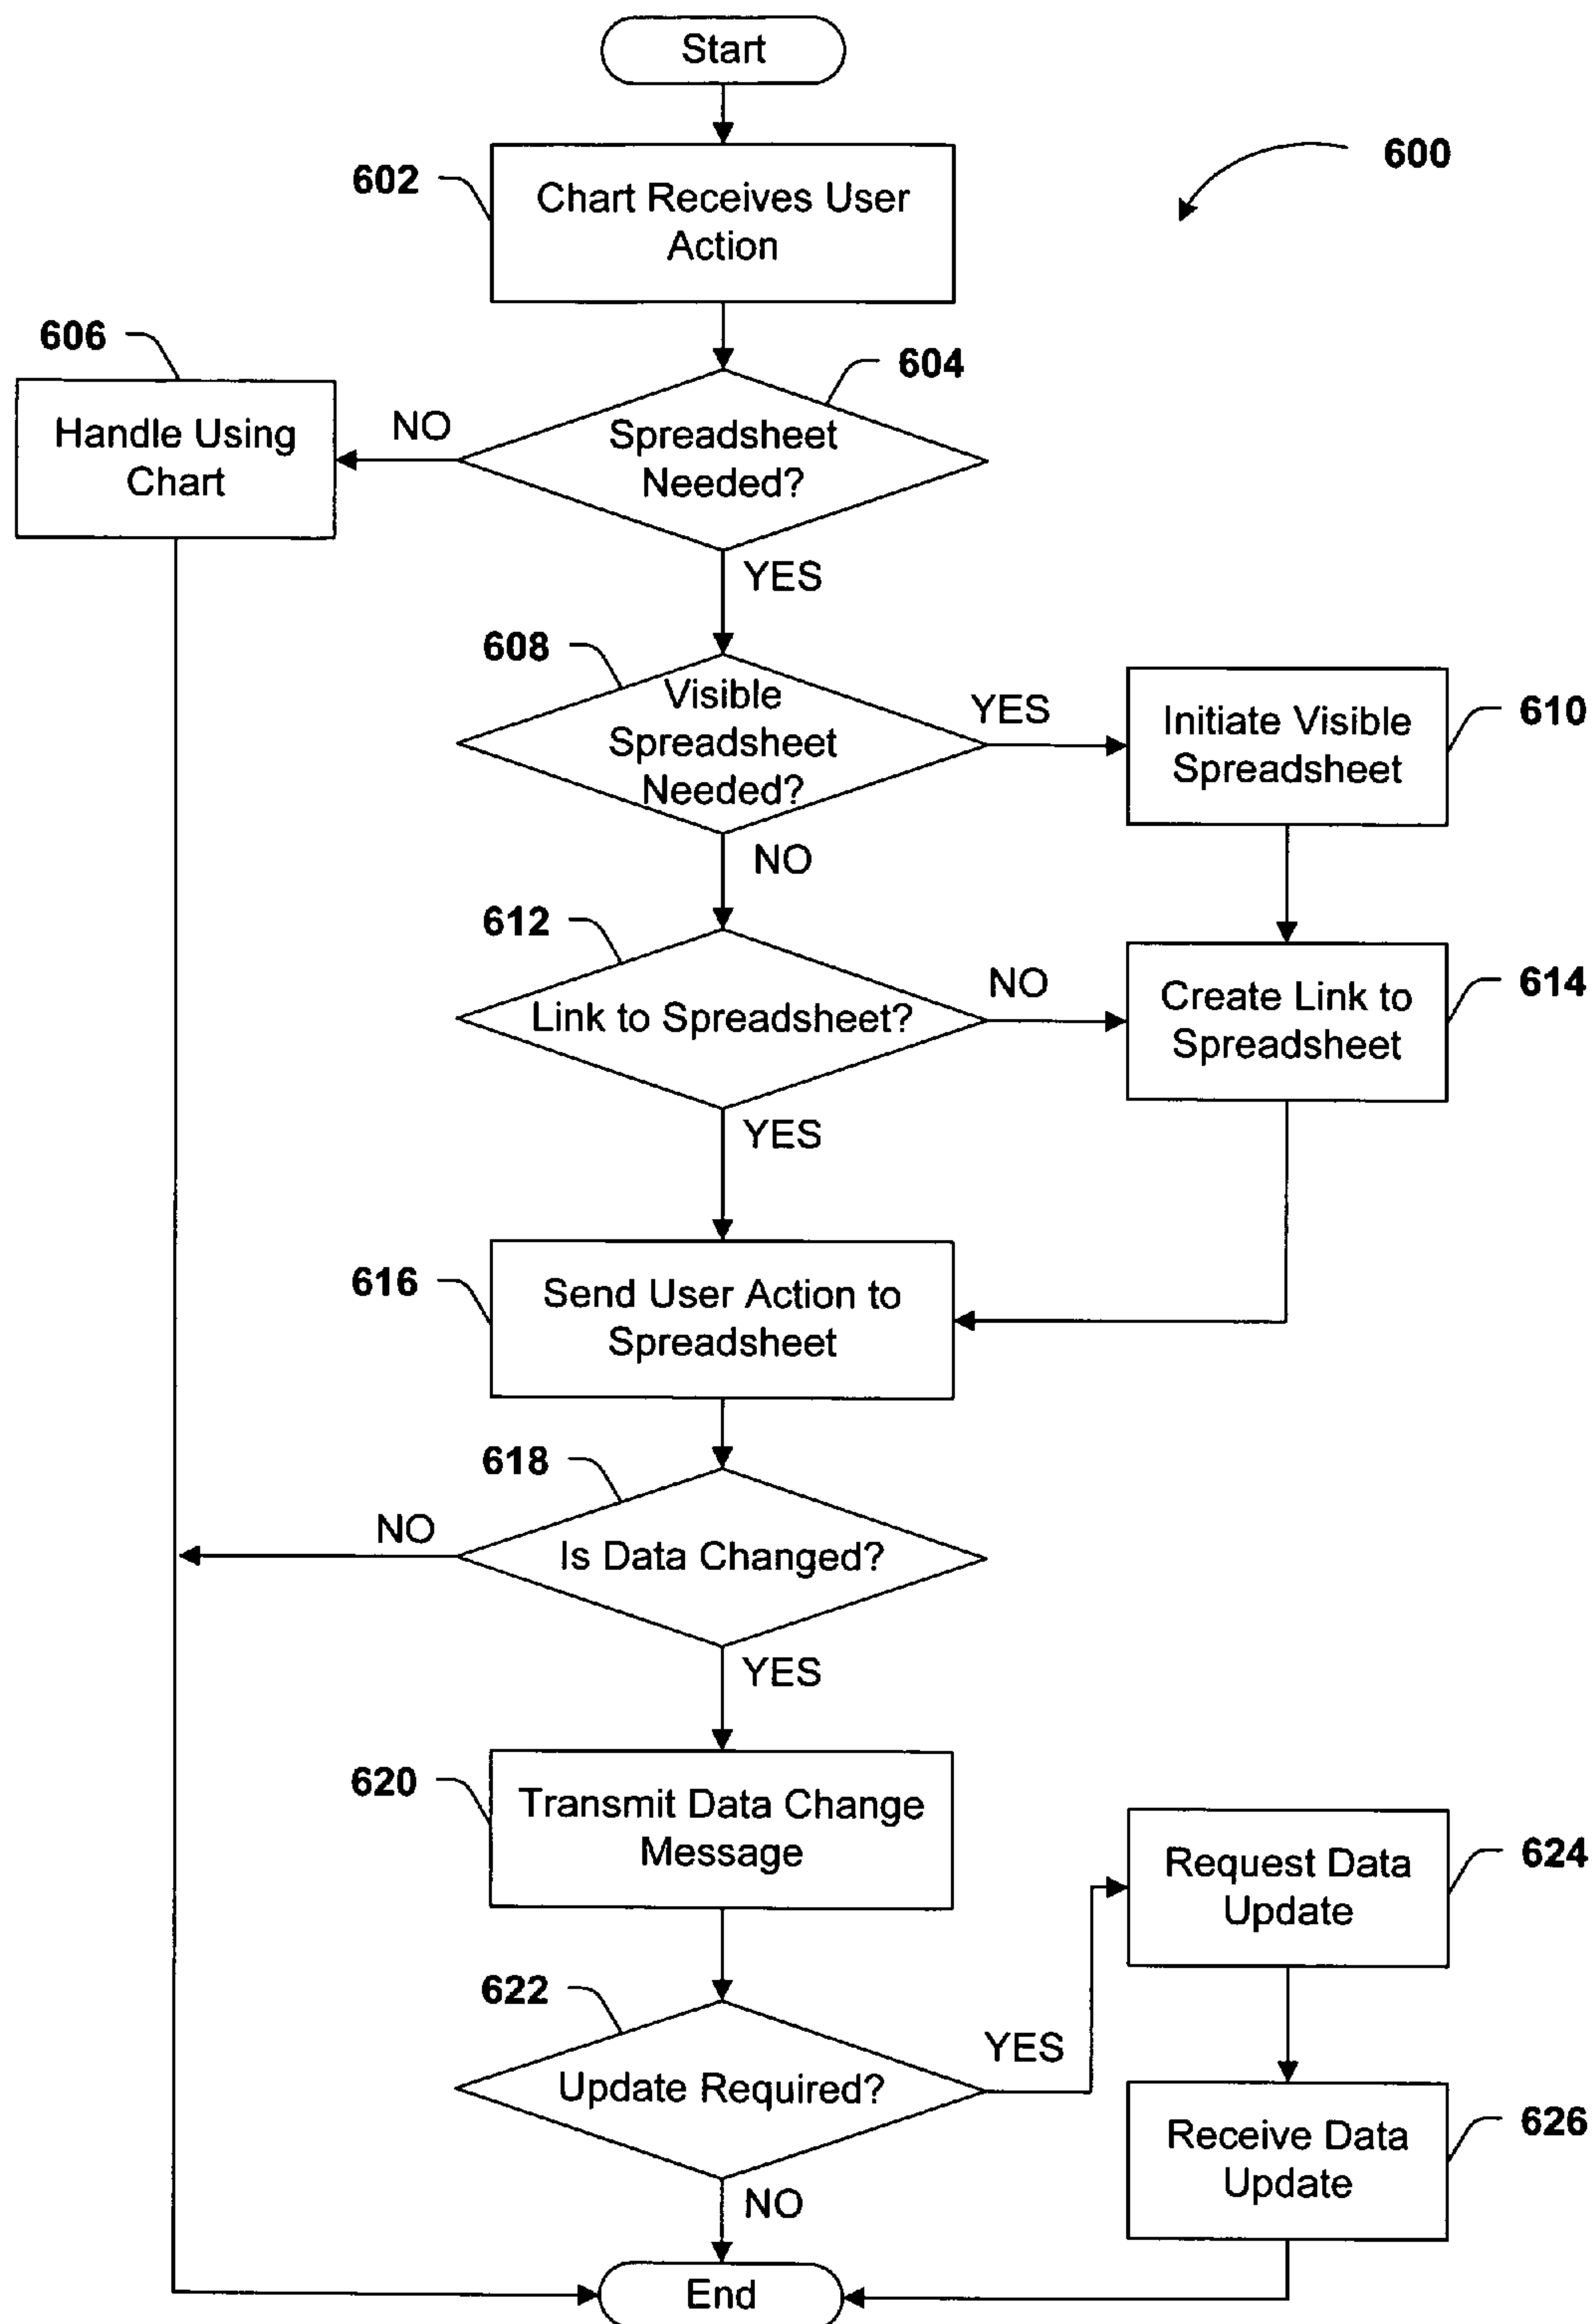 Start
600
602
Chart Receives User
Action
606
604
Handle Using
Chart
NO
Spreadsheet
Needed?
YES
608
Visible
Spreadsheet
Needed?
YES
Initiate Visible
Spreadsheet
610
NO
612
Link to Spreadsheet?
NO
Create Link to
Spreadsheet
614
YES
616
Send User Action to
Spreadsheet
618
NO
Is Data Changed?
YES
620
Transmit Data Change
Message
Request Data
Update
624
622
YES
Update Required?
Receive Data
Update
626
NO
End